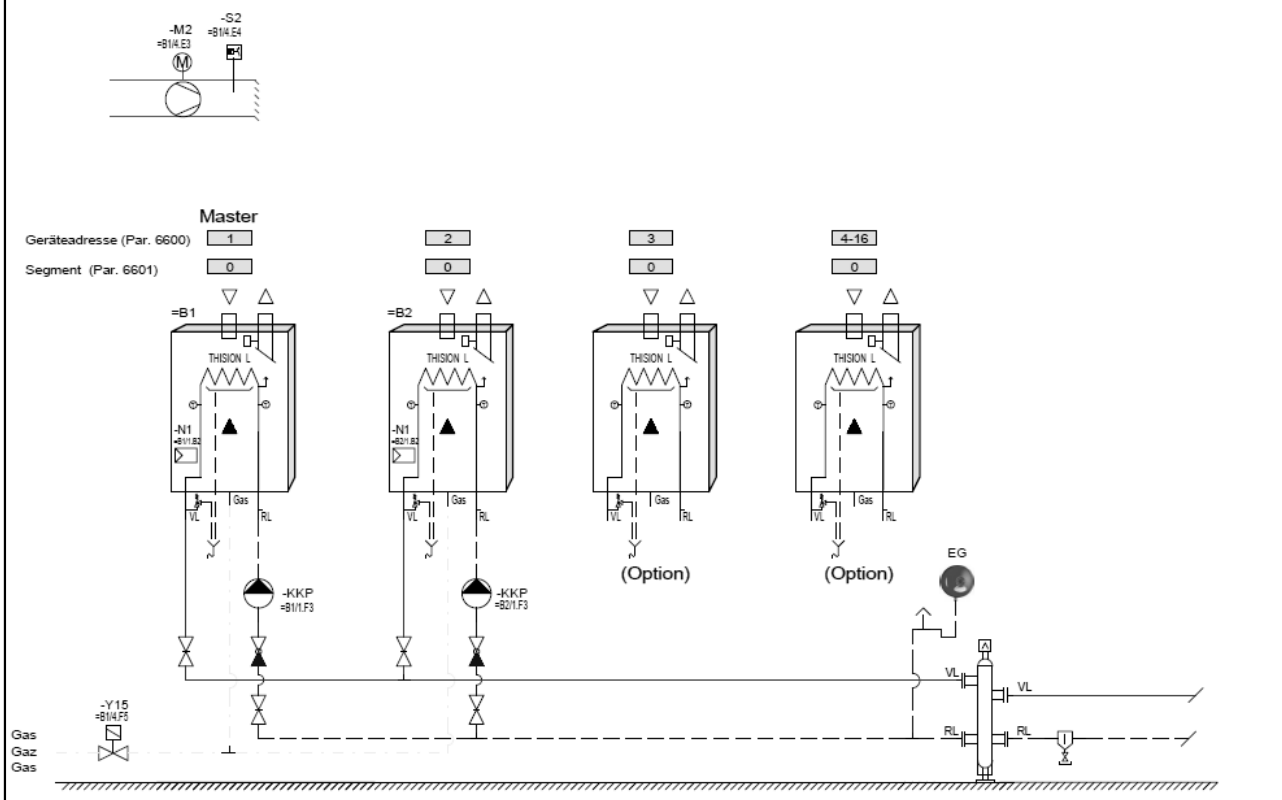 -M2
=B1/4.E3
-S2
=B1/4.E4
M
Master
Geräteadresse (Par. 6600) 1 2 3 4-16
Segment (Par. 6601) 0 0 0 0
=B1 =B2
THISION L THISION L THISION L THISION L
T T T T T T T T
-N1 -N1
=B1/1.B2 =B2/1.B2
Gas Gas Gas Gas
VL RL VL RL VL RL VL RL
(Option) (Option)
EG
-KKP
=B1/1.F3
-KKP
=B2/1.F3
A
VL VL
-Y15
=B1/4.F5
RL RL
Gas
Gaz
Gas